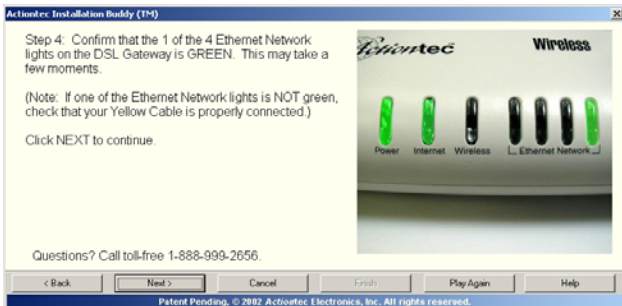 Actiontec Installation Buddy (TM)
Step 4: Confirm that the 1 of the 4 Ethernet Network
lights on the DSL Gateway is GREEN. This may take a
few moments.
(Note: If one of the Ethernet Network lights is NOT green,
check that your Yellow Cable is properly connected.)
Click NEXT to continue.
Questions? Call toll-free 1-888-999-2656.
Actiontec
Wireless
Power Internet Wireless Ethernet Network
< Back Next > Cancel Finish Play Again Help
Patent Pending, © 2002 Actiontec Electronics, Inc. All rights reserved.